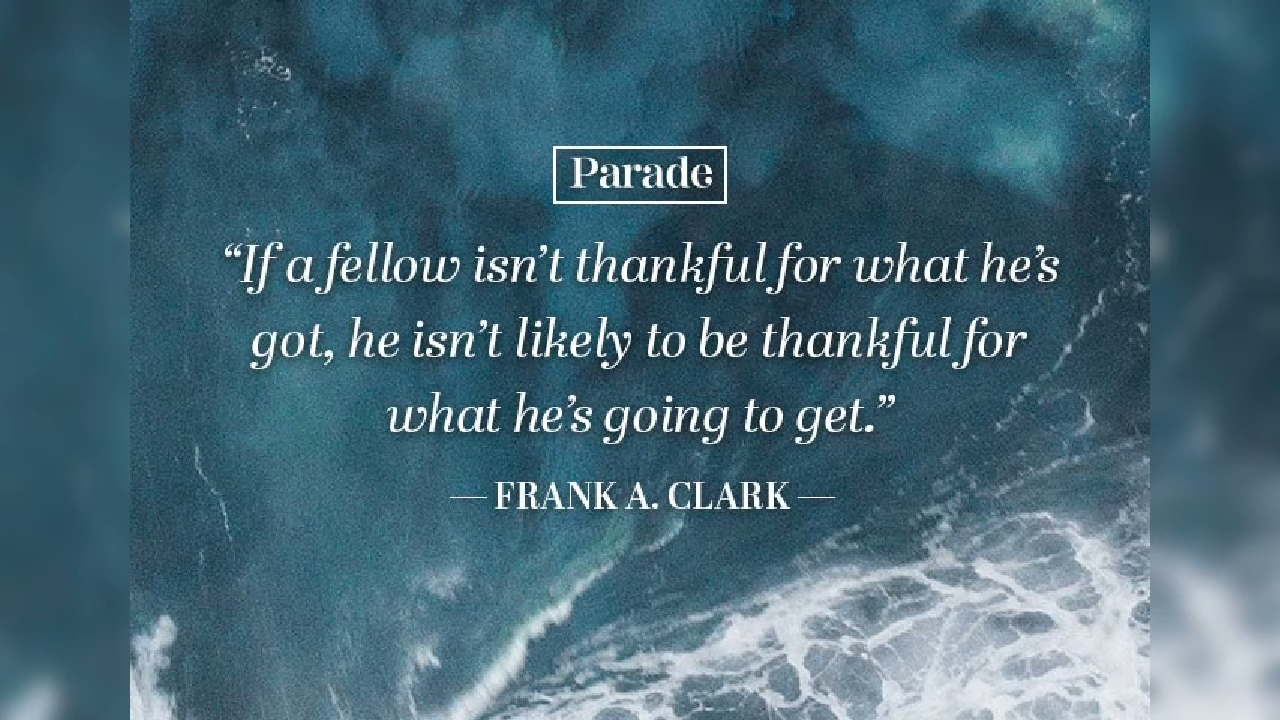 Parade
“If a fellow isn’t thankful for what he’s
got, he isn’t likely to be thankful for
what he’s going to get.”
— FRANK A. CLARK —